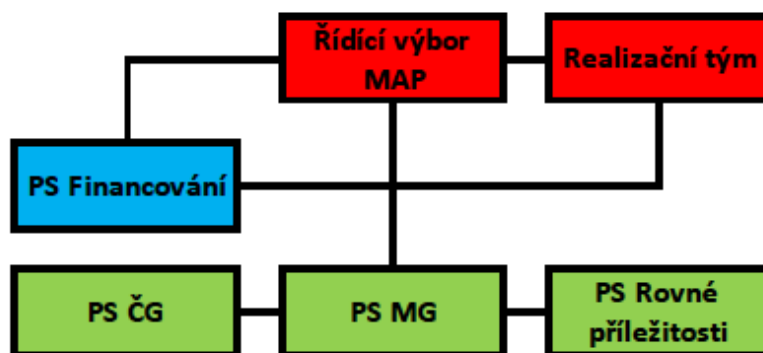 Řídící výbor
MAP
Realizační tým
PS Financování
PS ČG
PS MG
PS Rovné
příležitosti